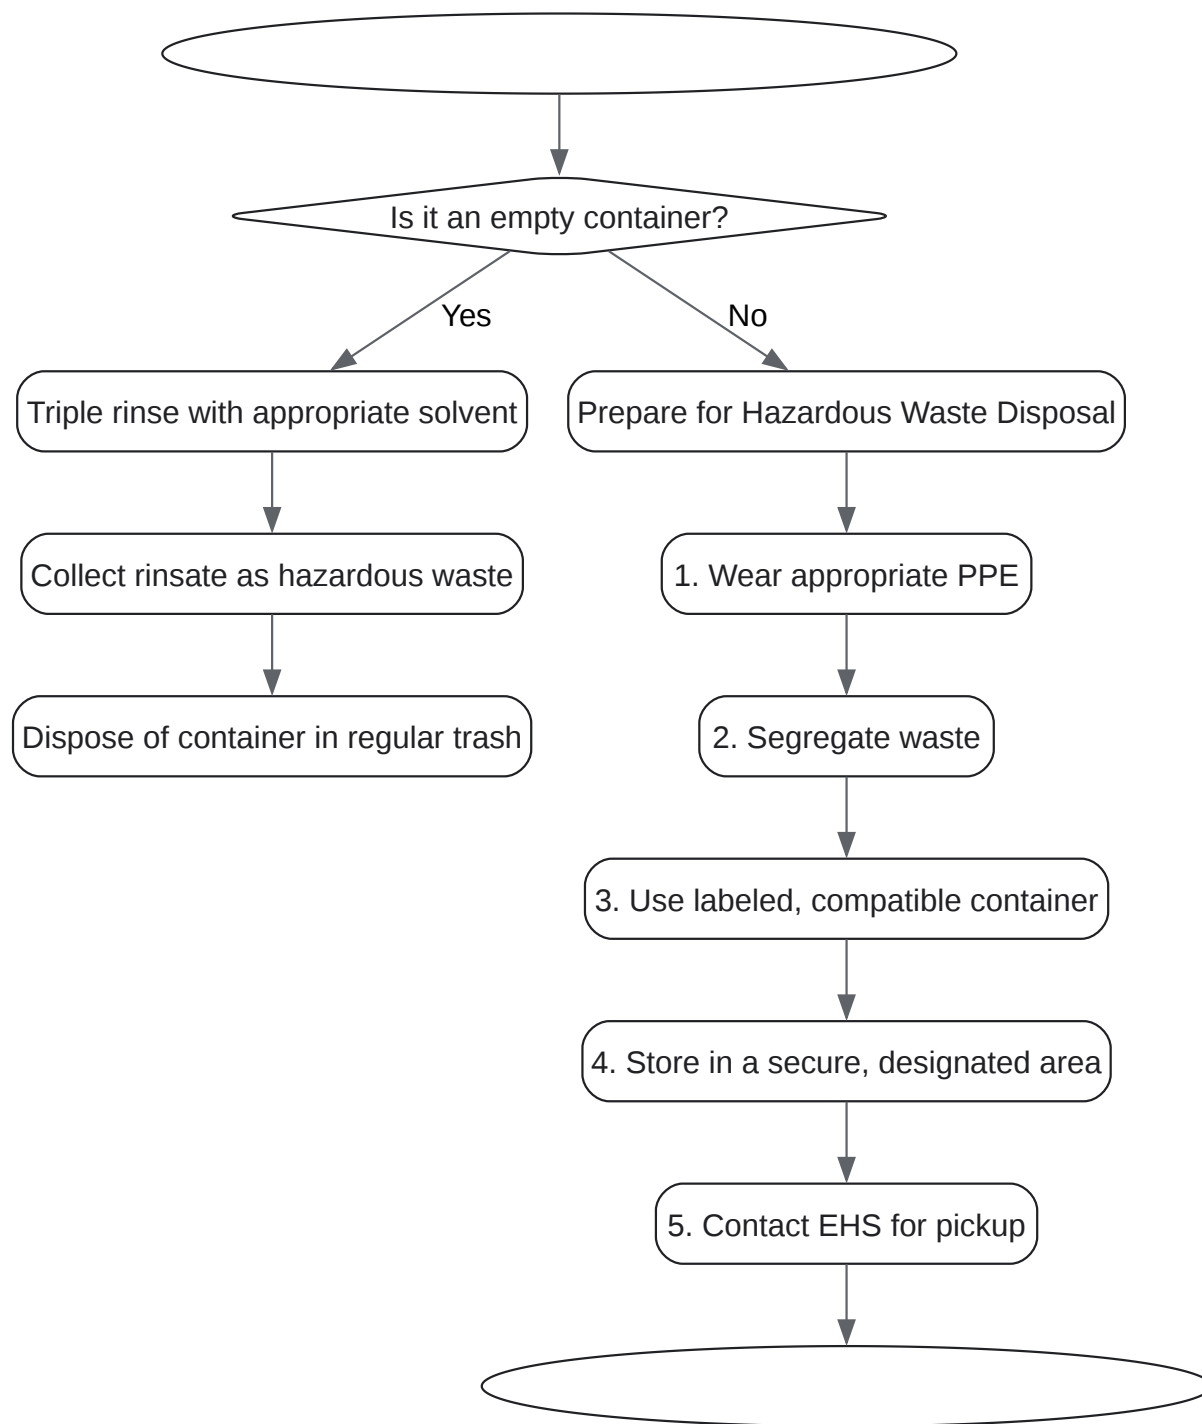 Is it an empty container?
Yes
No
Triple rinse with appropriate solvent
Prepare for Hazardous Waste Disposal
Collect rinsate as hazardous waste
1. Wear appropriate PPE
Dispose of container in regular trash
2. Segregate waste
3. Use labeled, compatible container
4. Store in a secure, designated area
5. Contact EHS for pickup